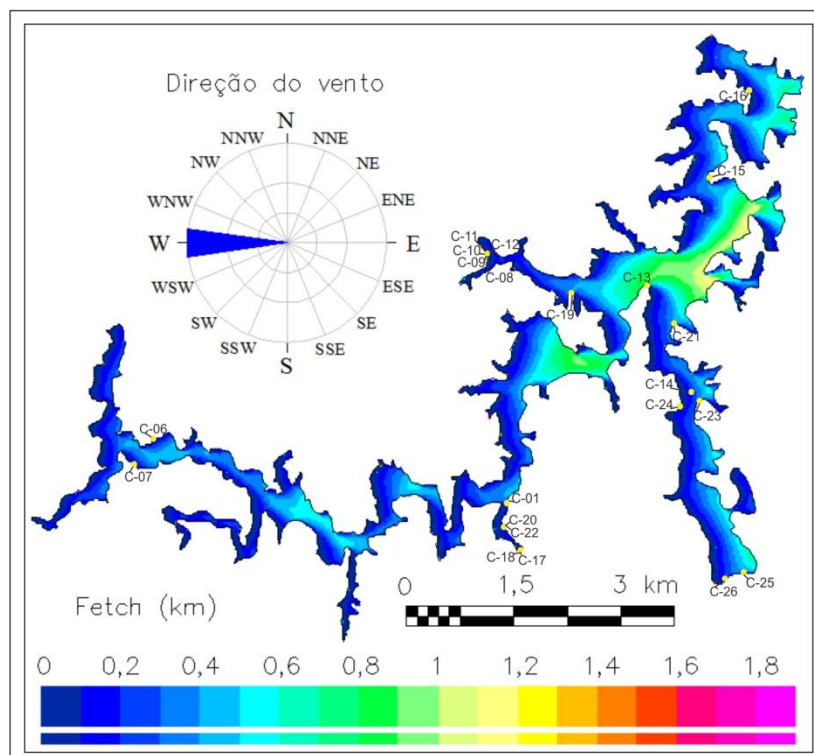 Direção do vento
N
NNW
NNE
NW
NE
WNW
ENE
W
E
WSW
ESE
SW
SE
SSW
SSE
S
C-16
C-15
C-11
C-12
C-10
C-09
C-08
C-13
C-19
C-21
C-14
C-24
C-23
C-06
C-07
C-01
C-20
C-22
C-18
C-17
C-26
C-25
0 1,5 3 km
Fetch (km)
0 0,2 0,4 0,6 0,8 1 1,2 1,4 1,6 1,8